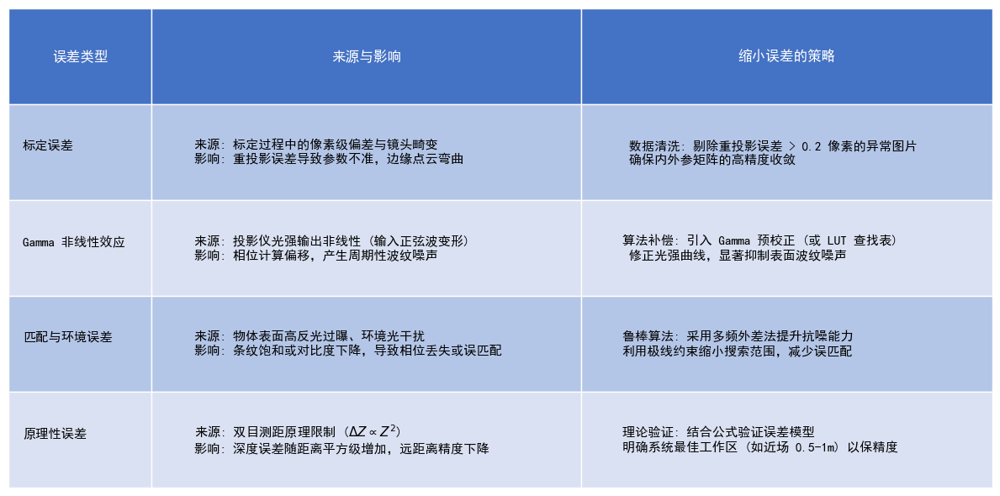 误差类型
来源与影响
缩小误差的策略
标定误差
来源: 标定过程中的像素级偏差与镜头畸变
影响: 重投影误差导致参数不准，边缘点云弯曲
数据清洗: 剔除重投影误差 > 0.2 像素的异常图片
确保内外参矩阵的高精度收敛
Gamma 非线性效应
来源: 投影仪光强输出非线性 (输入正弦波变形)
影响: 相位计算偏移，产生周期性波纹噪声
算法补偿: 引入 Gamma 预校正 (或 LUT 查找表)
修正光强曲线，显著抑制表面波纹噪声
匹配与环境误差
来源: 物体表面高反光过曝、环境光干扰
影响: 条纹饱和或对比度下降，导致相位丢失或误匹配
鲁棒算法: 采用多频外差法提升抗噪能力
利用极线约束缩小搜索范围，减少误匹配
原理性误差
来源: 双目测距原理限制 (ΔZ∝Z²)
影响: 深度误差随距离平方级增加，远距离精度下降
理论验证: 结合公式验证误差模型
明确系统最佳工作区 (如近场 0.5-1m) 以保精度